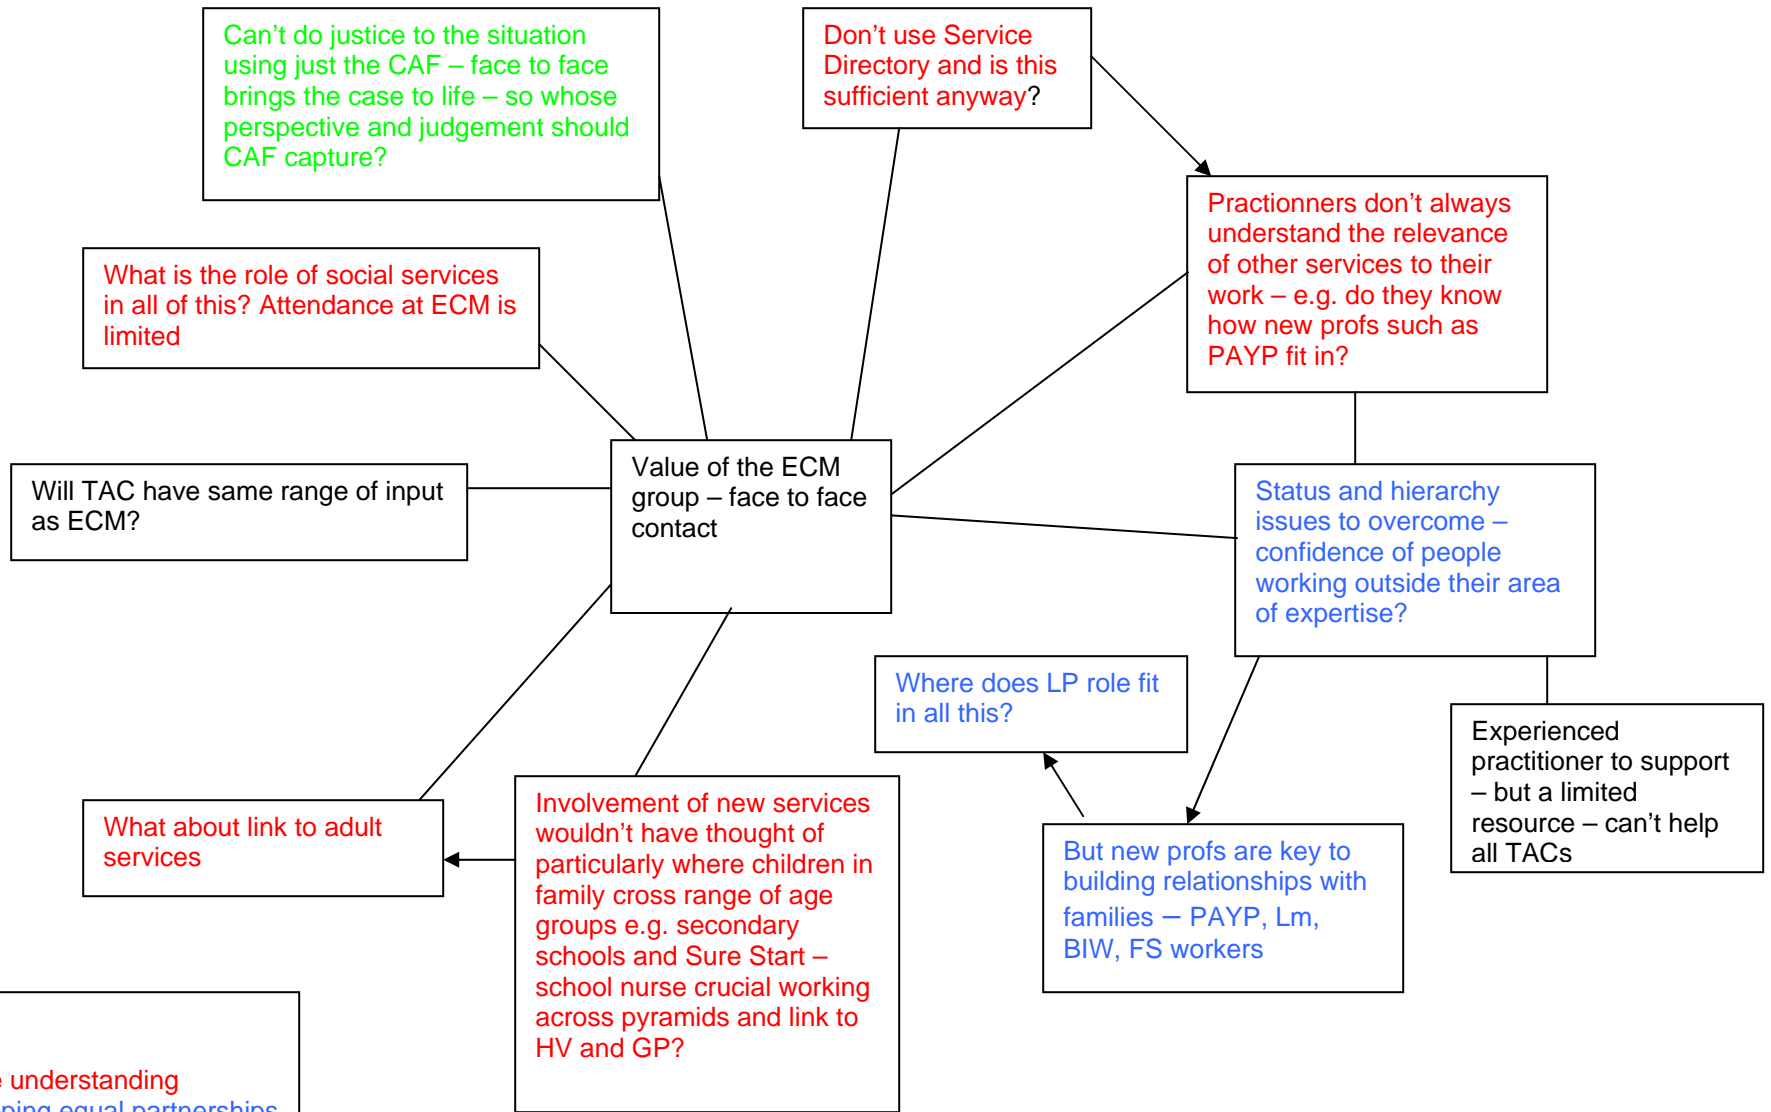 Can't do justice to the situation
using just the CAF – face to face
brings the case to life – so whose
perspective and judgement should
CAF capture?
Don't use Service
Directory and is this
sufficient anyway?
Practionners don't always
understand the relevance
of other services to their
work – e.g. do they know
how new profs such as
PAYP fit in?
What is the role of social services
in all of this? Attendance at ECM is
limited
Value of the ECM
group – face to face
contact
Will TAC have same range of input
as ECM?
Status and hierarchy
issues to overcome –
confidence of people
working outside their area
of expertise?
Where does LP role fit
in all this?
Experienced
practitioner to support
– but a limited
resource – can't help
all TACs
What about link to adult
services
Involvement of new services
wouldn't have thought of
particularly where children in
family cross range of age
groups e.g. secondary
schools and Sure Start –
school nurse crucial working
across pyramids and link to
HV and GP?
But new profs are key to
building relationships with
families – PAYP, Lm,
BIW, FS workers
understanding
equal partnerships